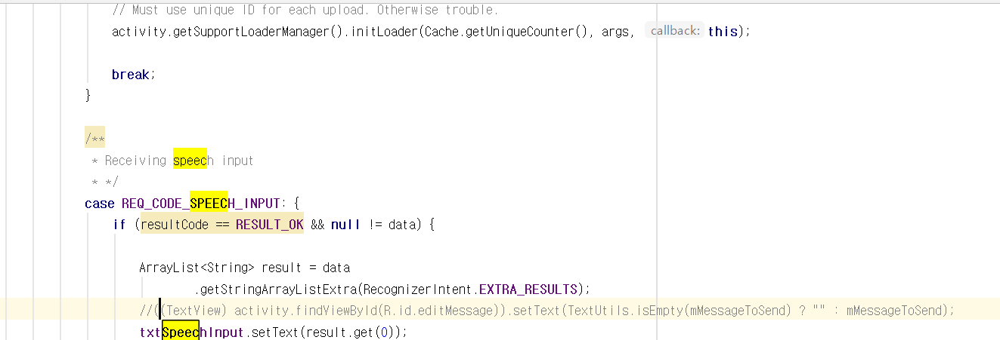 // Must use unique ID for each upload. Otherwise trouble.
activity.getSupportLoaderManager().initLoader(Cache.getUniqueCounter(), args, callback: this);
break;
}
/**
* Receiving speech input
* */
case REQ_CODE_SPEECH_INPUT: {
if (resultCode == RESULT_OK && null != data) {
ArrayList<String> result = data
.getStringArrayListExtra(RecognizerIntent.EXTRA_RESULTS);
//((TextView) activity.findViewById(R.id.editMessage)).setText(TextUtils.isEmpty(mMessageToSend) ? "" : mMessageToSend);
txtSpeechInput.setText(result.get(0));